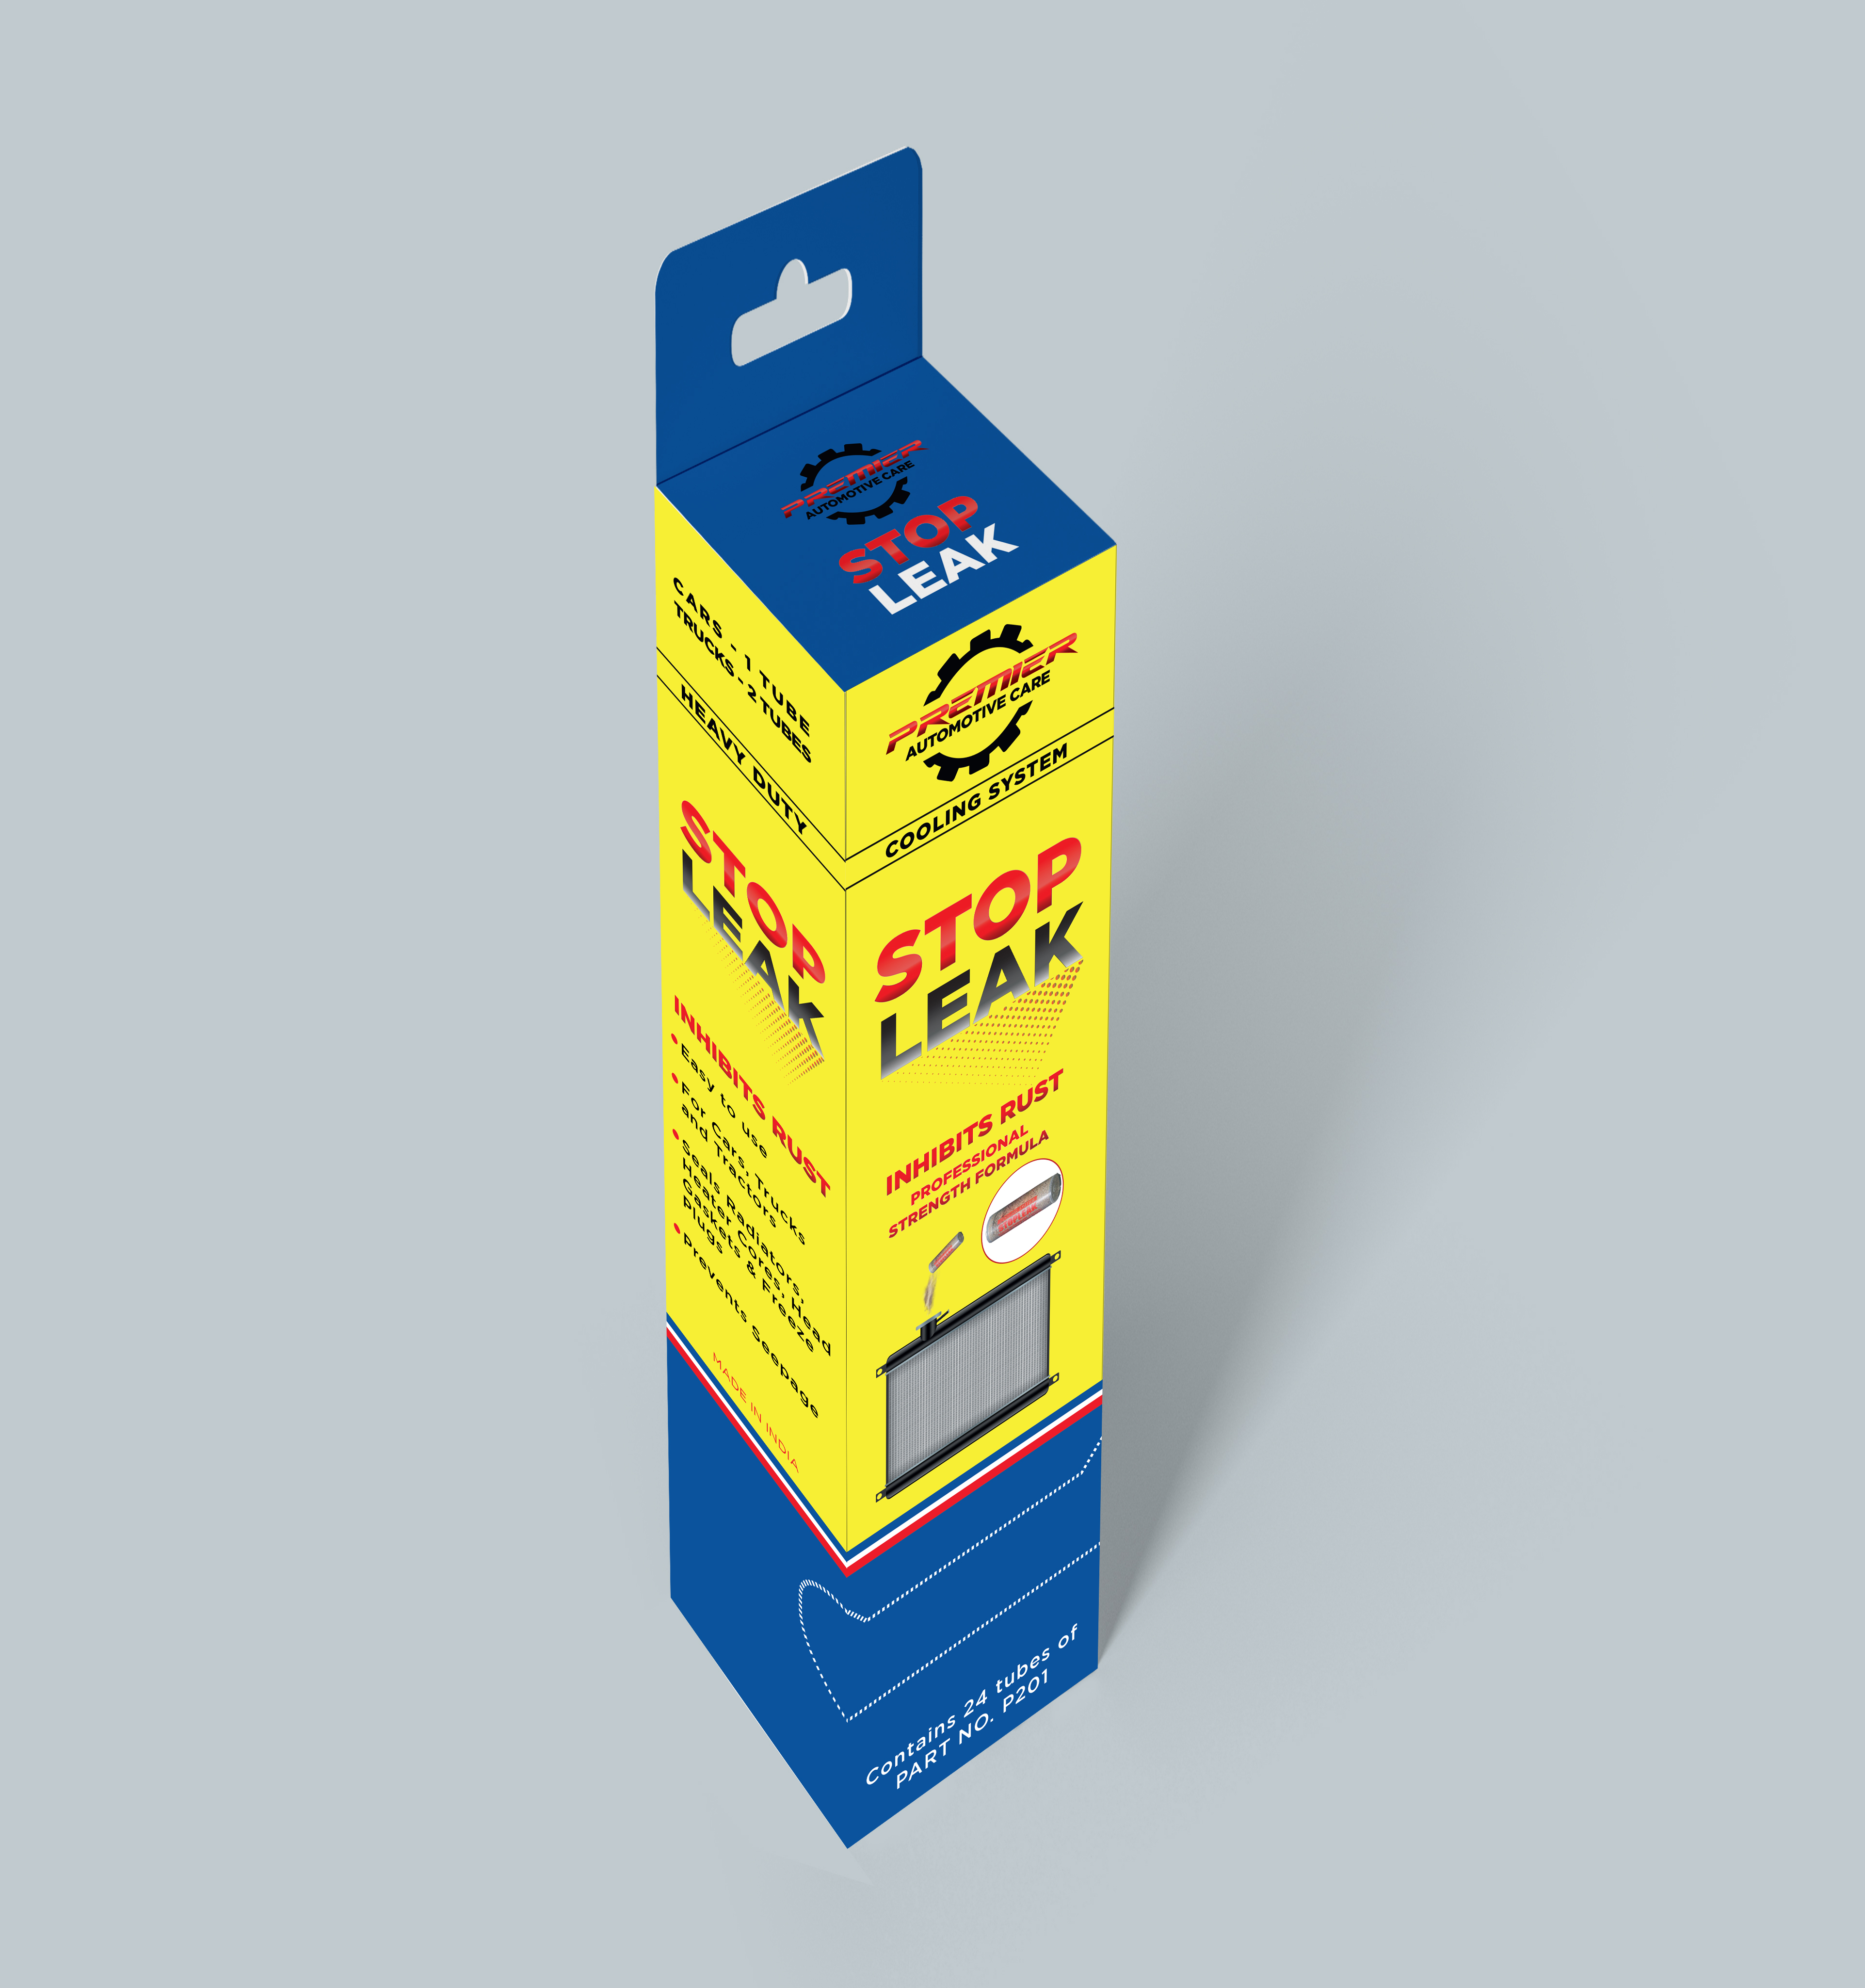 PREMIER
AUTOMOTIVE CARE
STOP
LEAK
CARS - 1 TUBE
TRUCKS - 2 TUBES
HEAVY DUTY
STOP
LEAK
INHIBITS RUST
• Easy to use
• For Cars, Trucks
and Tractors
• Seals Radiators,
Heater Cores, Head
Gaskets & Freeze
Plugs
• Prevents Seepage
MADE IN INDIA
PREMIER
AUTOMOTIVE CARE
COOLING SYSTEM
STOP
LEAK
INHIBITS RUST
PROFESSIONAL
STRENGTH FORMULA
Contains 24 tubes of
PART NO. P201